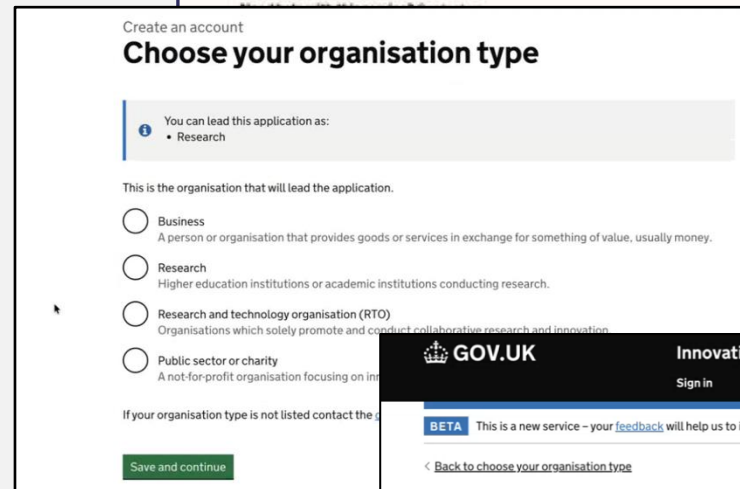 Create an account
Choose your organisation type
You can lead this application as:
• Research
This is the organisation that will lead the application.
Business
A person or organisation that provides goods or services in exchange for something of value, usually money.
Research
Higher education institutions or academic institutions conducting research.
Research and technology organisation (RTO)
Organisations which solely promote and conduct collaborative research and innovation.
Public sector or charity
A not-for-profit organisation focusing on
If your organisation type is not listed contact the
Save and continue
GOV.UK
Innovati
Sign in
BETA This is a new service – your feedback will help us to
< Back to choose your organisation type